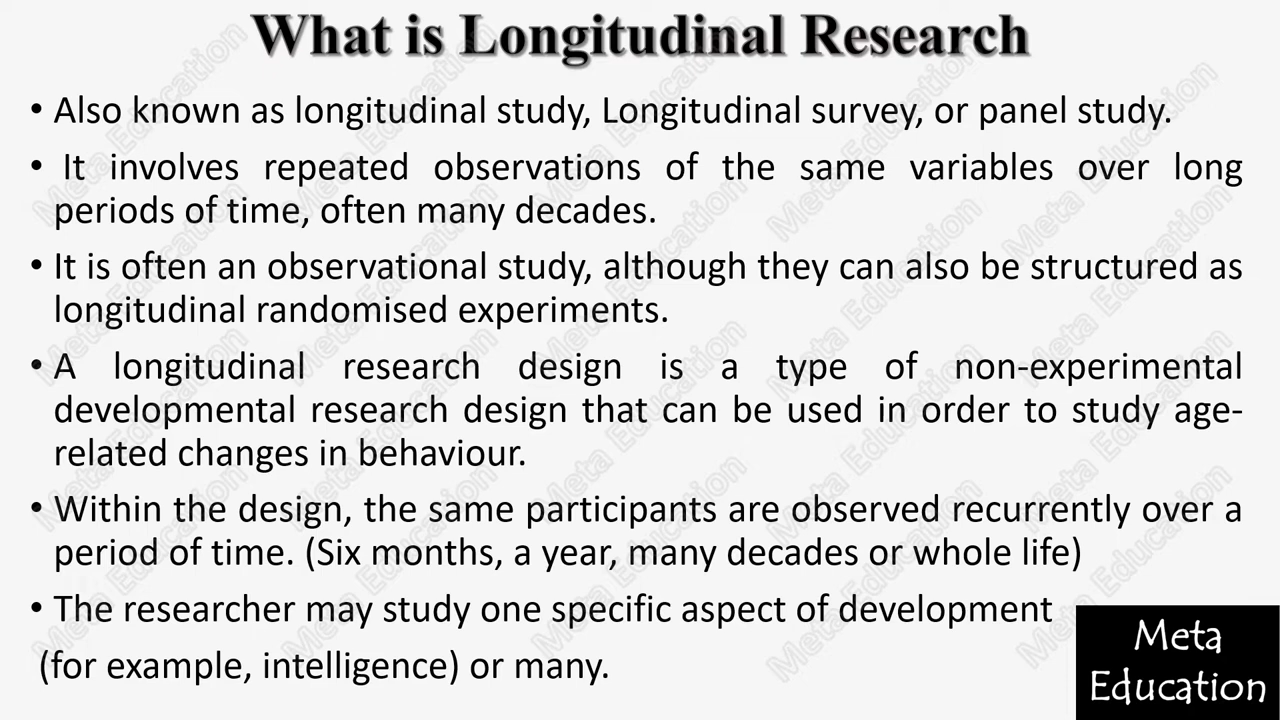 What is Longitudinal Research
• Also known as longitudinal study, Longitudinal survey, or panel study.
• It involves repeated observations of the same variables over long
periods of time, often many decades.
• It is often an observational study, although they can also be structured as
longitudinal randomised experiments.
• A longitudinal research design is a type of non-experimental
developmental research design that can be used in order to study age-
related changes in behaviour.
• Within the design, the same participants are observed recurrently over a
period of time. (Six months, a year, many decades or whole life)
• The researcher may study one specific aspect of development
(for example, intelligence) or many.
Meta
Education